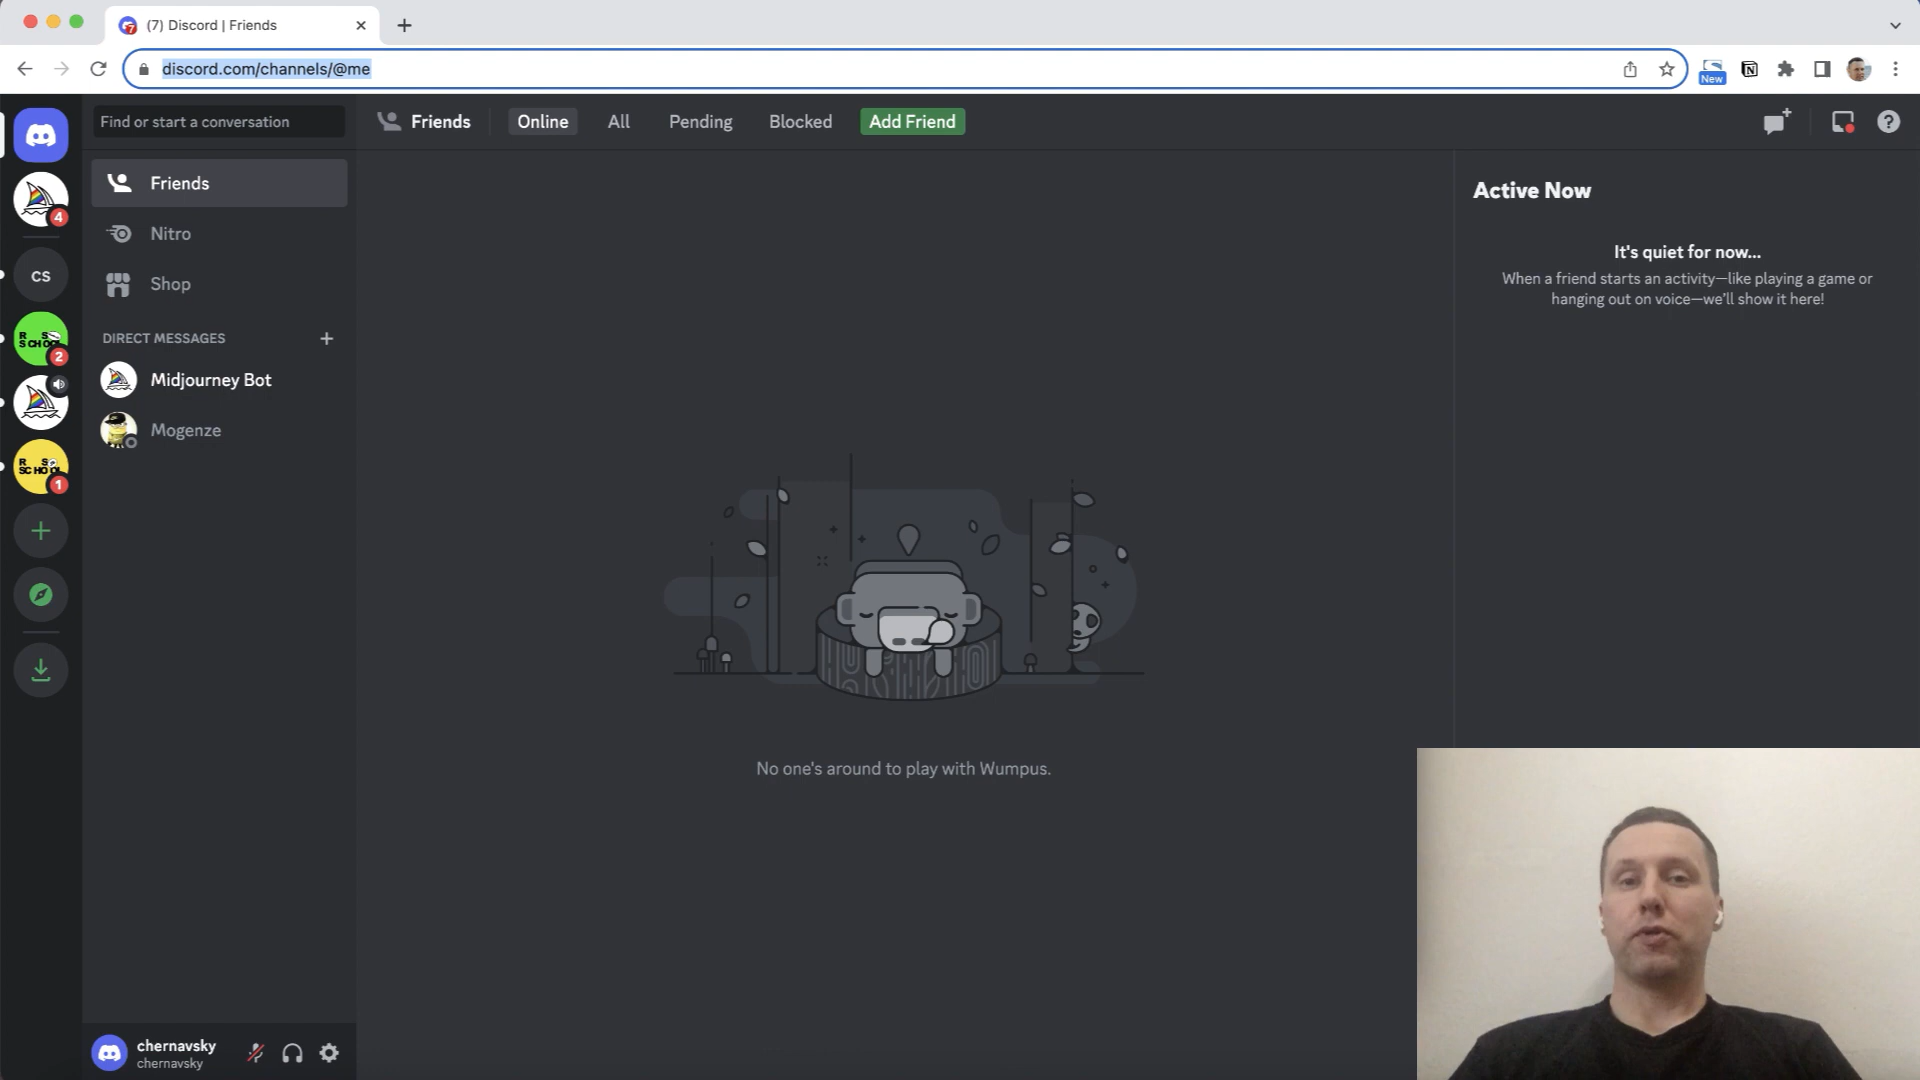 (7) Discord | Friends
discord.com/channels/@me
New
Find or start a conversation
Friends
Online
All
Pending
Blocked
Add Friend
4
CS
2
1
Friends
Nitro
Shop
DIRECT MESSAGES
Midjourney Bot
Mogenze
Active Now
It's quiet for now...
When a friend starts an activity—like playing a game or
hanging out on voice—we'll show it here!
No one's around to play with Wumpus.
chernavsky
chernavsky